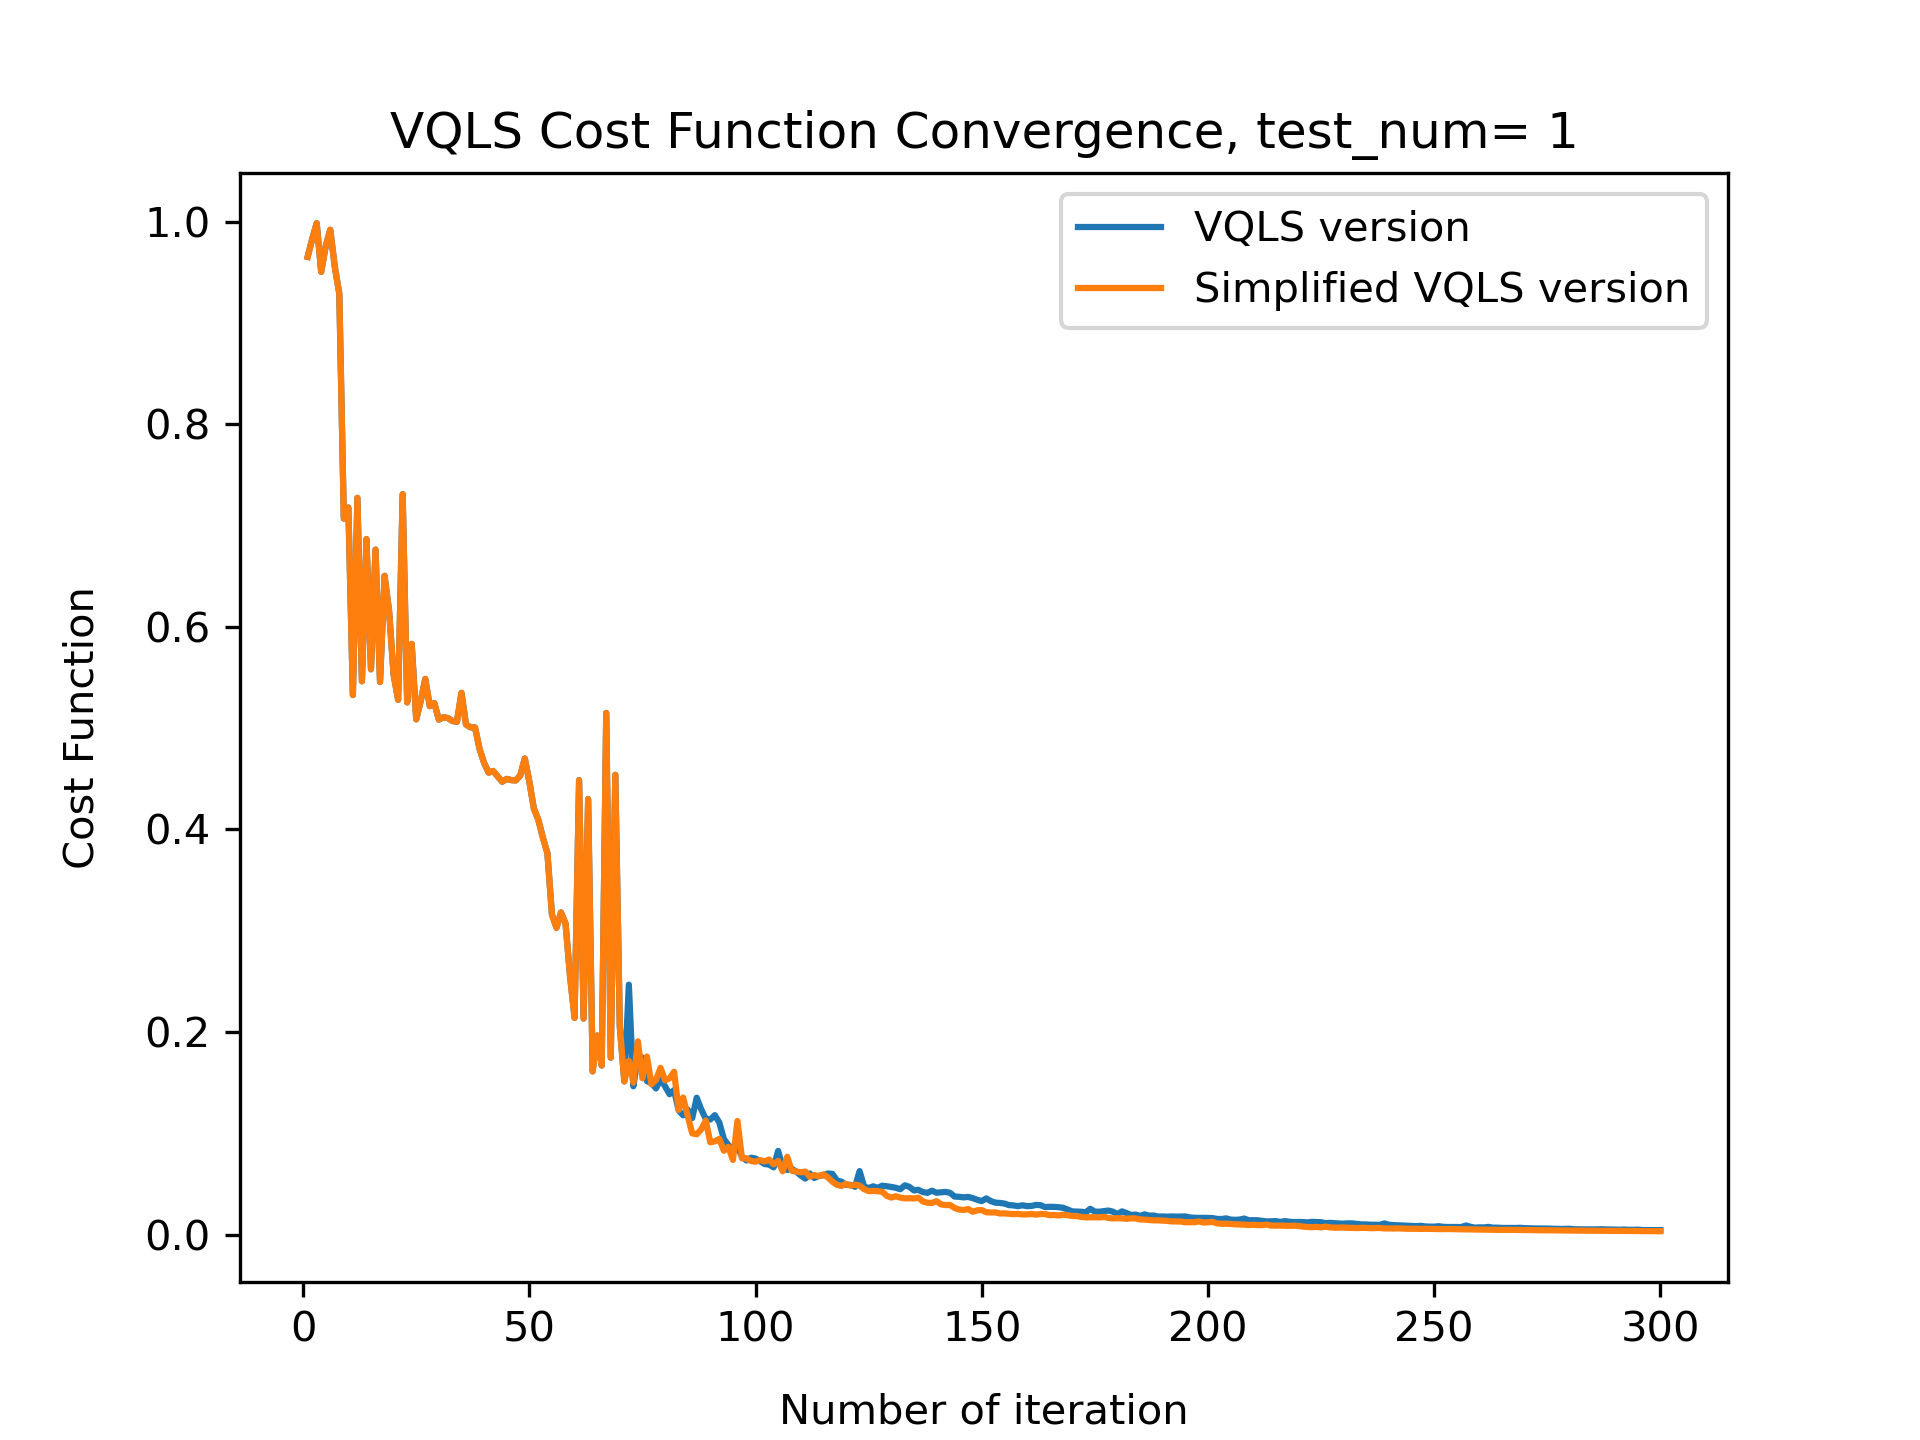 VQLS Cost Function Convergence, test_num= 1
VQLS version
Simplified VQLS version
1.0
0.8
0.6
0.4
0.2
0.0
Cost Function
0 50 100 150 200 250 300
Number of iteration